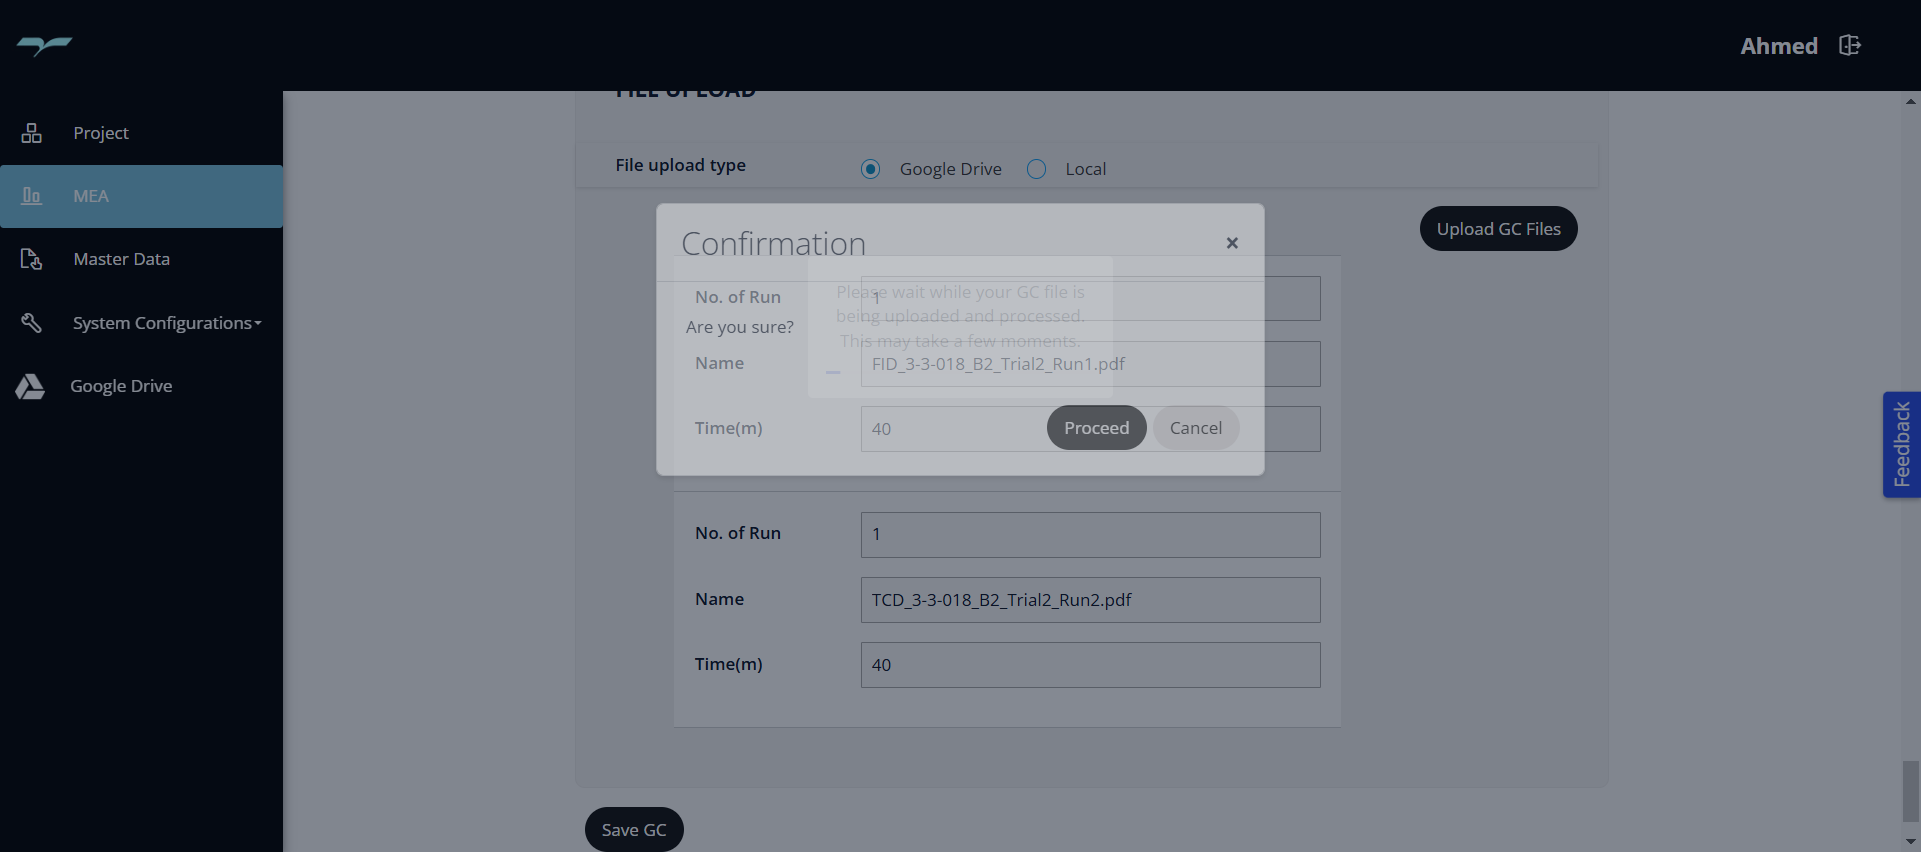 Ahmed
Project
MEA
Master Data
System Configurations
Google Drive
FILE UPLOAD
File upload type
Google Drive
Local
Upload GC Files
Confirmation
×
Are you sure?
Proceed
Cancel
Please wait while your GC file is
being uploaded and processed.
This may take a few moments.
No. of Run
1
Name
FID_3-3-018_B2_Trial2_Run1.pdf
Time(m)
40
No. of Run
1
Name
TCD_3-3-018_B2_Trial2_Run2.pdf
Time(m)
40
Save GC
Feedback